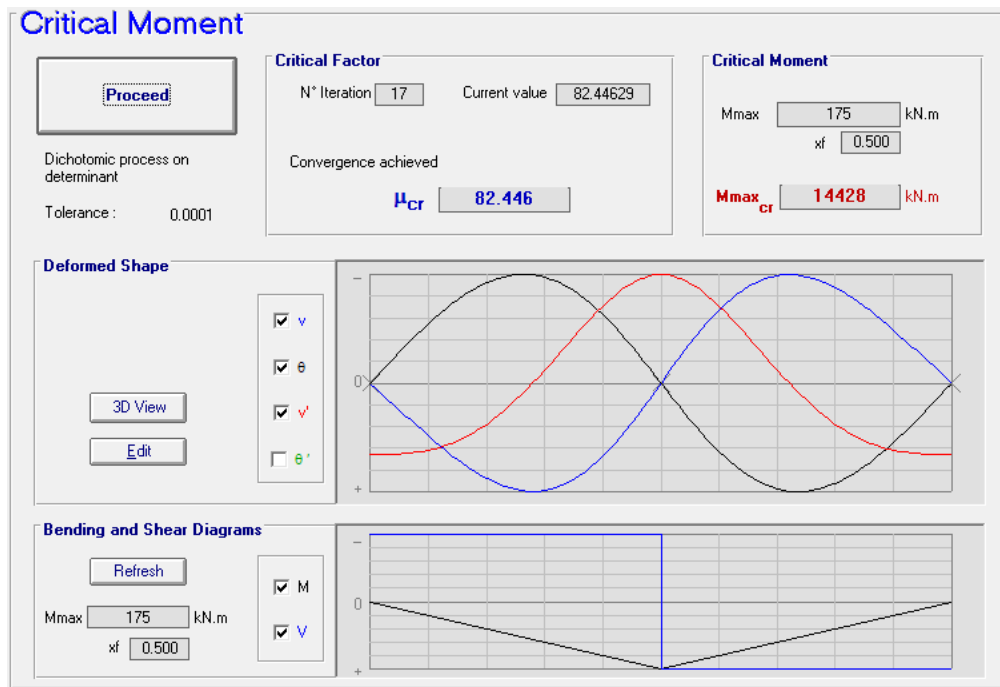 Critical Moment
Proceed
Dichotomic process on
determinant
Tolerance : 0.0001
Critical Factor
N° Iteration 17 Current value 82.44629
Convergence achieved
μcr 82.446
Critical Moment
Mmax 175 kN.m
xf 0.500
Mmaxcr 14428 kN.m
Deformed Shape
v
θ
v'
θ'
3D View
Edit
−
0
+
Bending and Shear Diagrams
Refresh
Mmax 175 kN.m
xf 0.500
M
V
−
0
+